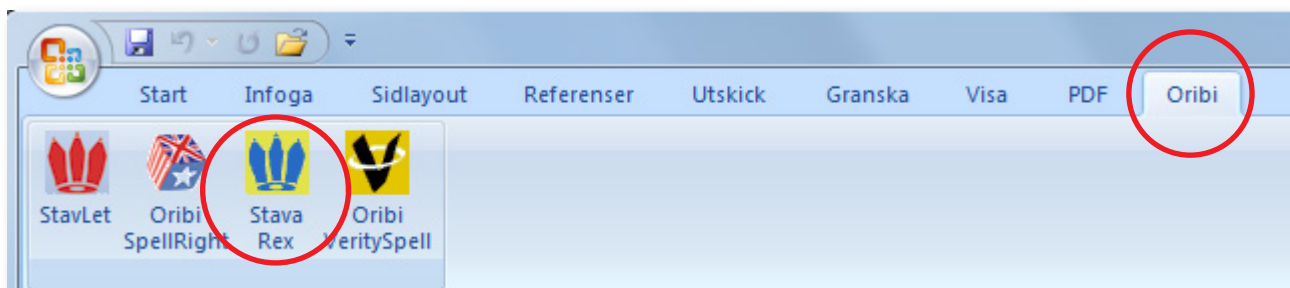 Start Infoga Sidlayout Referenser Utskick Granska Visa PDF Oribi
StavLet Oribi Stava Oribi
SpellRight Rex VeritySpell